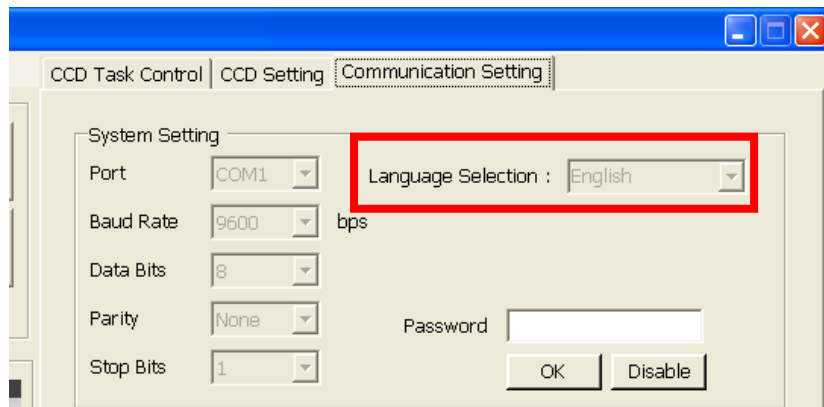 CCD Task Control CCD Setting Communication Setting
System Setting
Port COM1 Language Selection : English
Baud Rate 9600 bps
Data Bits 8
Parity None Password
Stop Bits 1 OK Disable